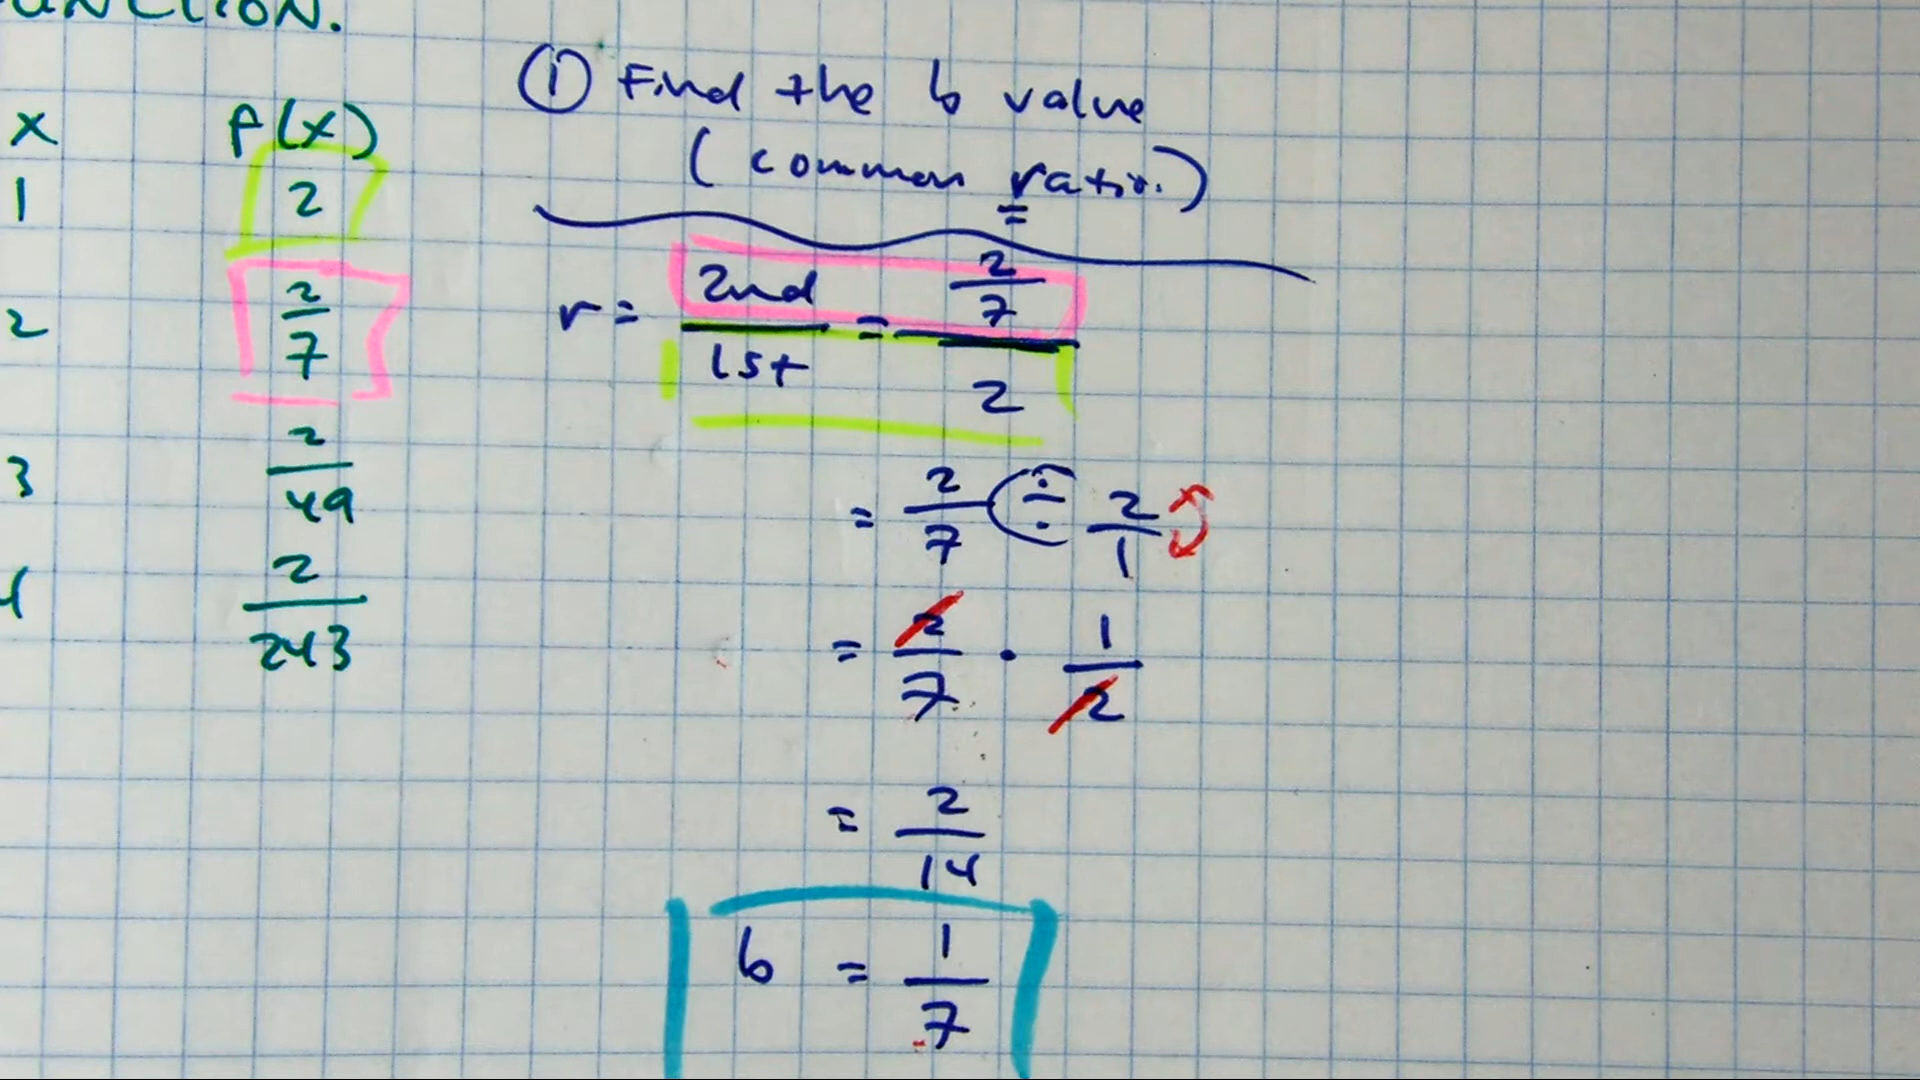 FUNCTION.
① Find the b value
(common ratio.)
x f(x)
1 2
2 2/7
3 2/49
4 2/243
r = 2nd/1st = 2/7 / 2
= 2/7 ÷ 2/1
= 2/7 · 1/2
= 2/14
b = 1/7